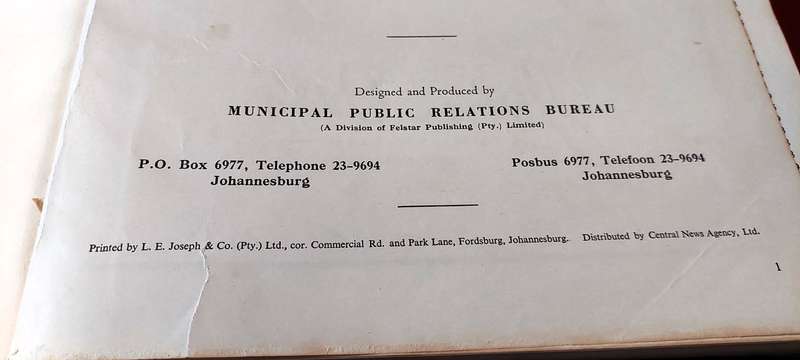 Designed and Produced by
MUNICIPAL PUBLIC RELATIONS BUREAU
(A Division of Felstar Publishing (Pty.) Limited)
P.O. Box 6977, Telephone 23-9694
Johannesburg
Posbus 6977, Telefoon 23-9694
Johannesburg
Printed by L. E. Joseph & Co. (Pty.) Ltd., cor. Commercial Rd. and Park Lane, Fordsburg, Johannesburg. Distributed by Central News Agency, Ltd.
1